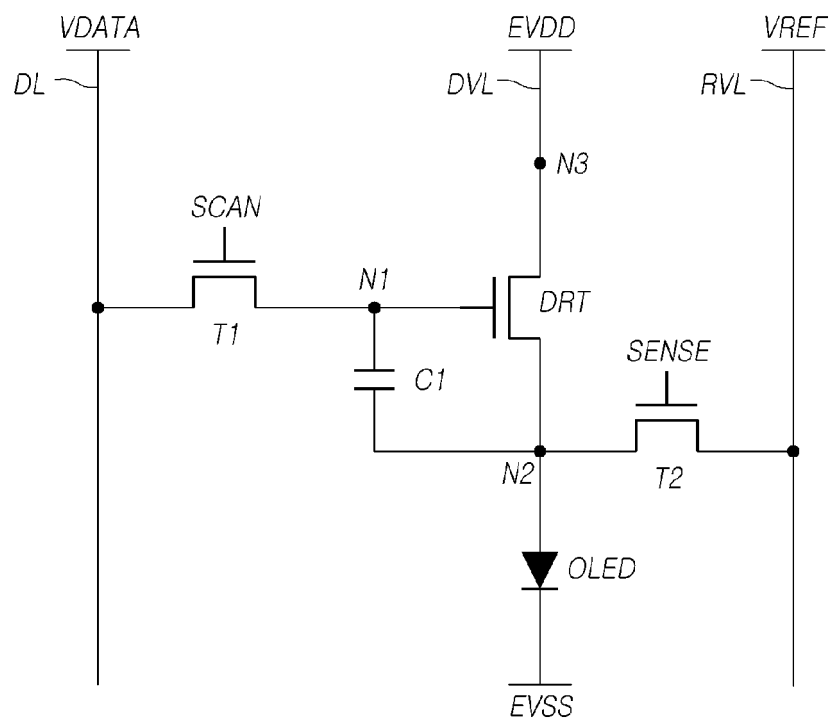 VDATA
EVDD
VREF
DL
DVL
RVL
N3
SCAN
N1
DRT
T1
SENSE
C1
N2
T2
OLED
EVSS